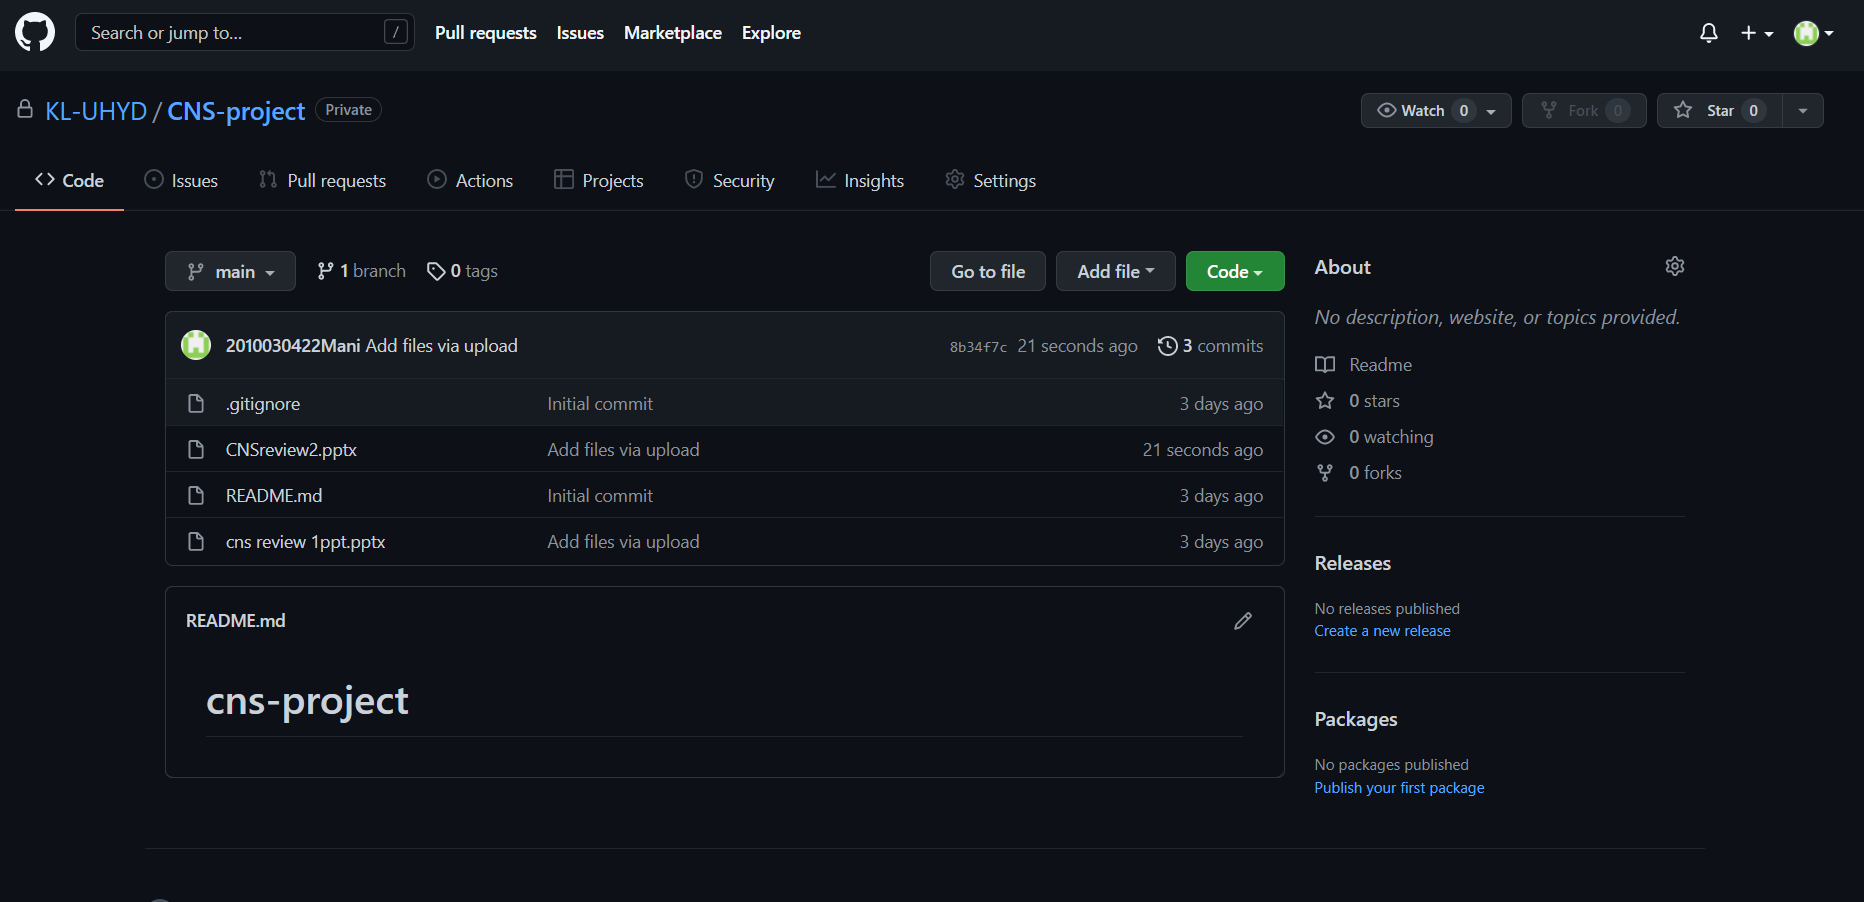 Search or jump to... /
Pull requests Issues Marketplace Explore
KL-UHYD / CNS-project Private
Watch 0 Fork 0 Star 0
Code Issues Pull requests Actions Projects Security Insights Settings
main 1 branch 0 tags Go to file Add file Code
2010030422Mani Add files via upload 8b34f7c 21 seconds ago 3 commits
.gitignore Initial commit 3 days ago
CNSreview2.pptx Add files via upload 21 seconds ago
README.md Initial commit 3 days ago
cns review 1ppt.pptx Add files via upload 3 days ago
README.md
cns-project
About
No description, website, or topics provided.
Readme
0 stars
0 watching
0 forks
Releases
No releases published
Create a new release
Packages
No packages published
Publish your first package